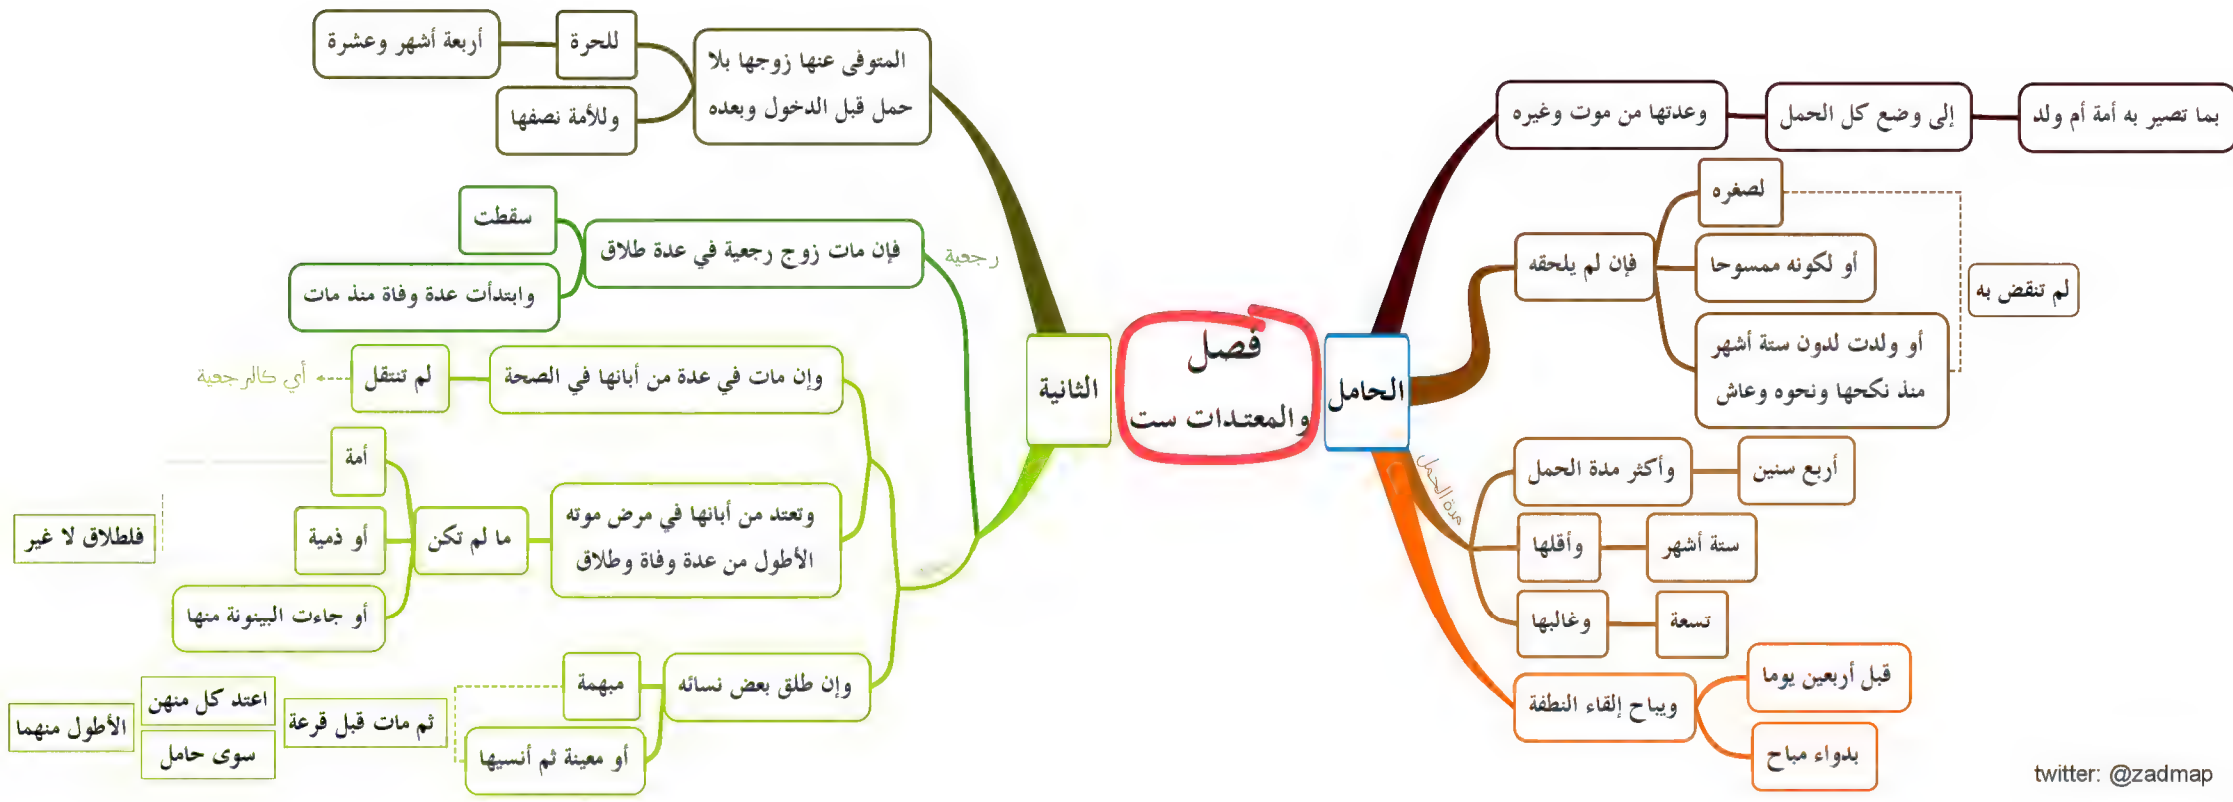 فصل
والمعتدات ست
الحامل
وعدتها من موت وغيره
إلى وضع كل الحمل
بما تصير به أمة أم ولد
فإن لم يلحقه
لصغره
أو لكونه ممسوحا
أو ولدت لدون ستة أشهر
منذ نكحها ونحوه وعاش
لم تنقض به
مدة الحمل
وأكثر مدة الحمل
أربع سنين
وأقلها
ستة أشهر
وغالبها
تسعة
ويباح إلقاء النطفة
قبل أربعين يوما
بدواء مباح
الثانية
المتوفى عنها زوجها بلا
حمل قبل الدخول وبعده
للحرة
أربعة أشهر وعشرة
وللأمة نصفها
رجعية
فإن مات زوج رجعية في عدة طلاق
سقطت
وابتدأت عدة وفاة منذ مات
وإن مات في عدة من أبانها في الصحة
لم تنتقل
أي كالرجعية
وتعتد من أبانها في مرض موته
الأطول من عدة وفاة وطلاق
ما لم تكن
أمة
أو ذمية
أو جاءت البينونة منها
فلطلاق لا غير
وإن طلق بعض نسائه
مبهمة
أو معينة ثم أنسيها
ثم مات قبل قرعة
اعتد كل منهن
سوى حامل
الأطول منهما
twitter: @zadmap